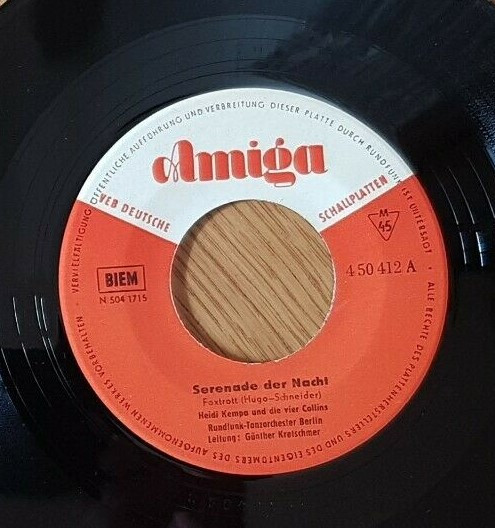 VERVIELFÄLTIGUNG, ÖFFENTLICHE AUFFÜHRUNG UND VERBREITUNG DIESER PLATTE DURCH RUNDFUNK IST UNTERSAGT · ALLE RECHTE DES PLATTENHERSTELLERS UND DES EIGENTÜMERS DES AUFGENOMMENEN WERKES VORBEHALTEN ·
Amiga
VEB DEUTSCHE SCHALLPLATTEN
M
45
BIEM
N 504 1715
4 50 412 A
Serenade der Nacht
Foxtrott (Hugo-Schneider)
Heidi Kempa und die vier Collins
Rundfunk-Tanzorchester Berlin
Leitung: Günther Kretschmer